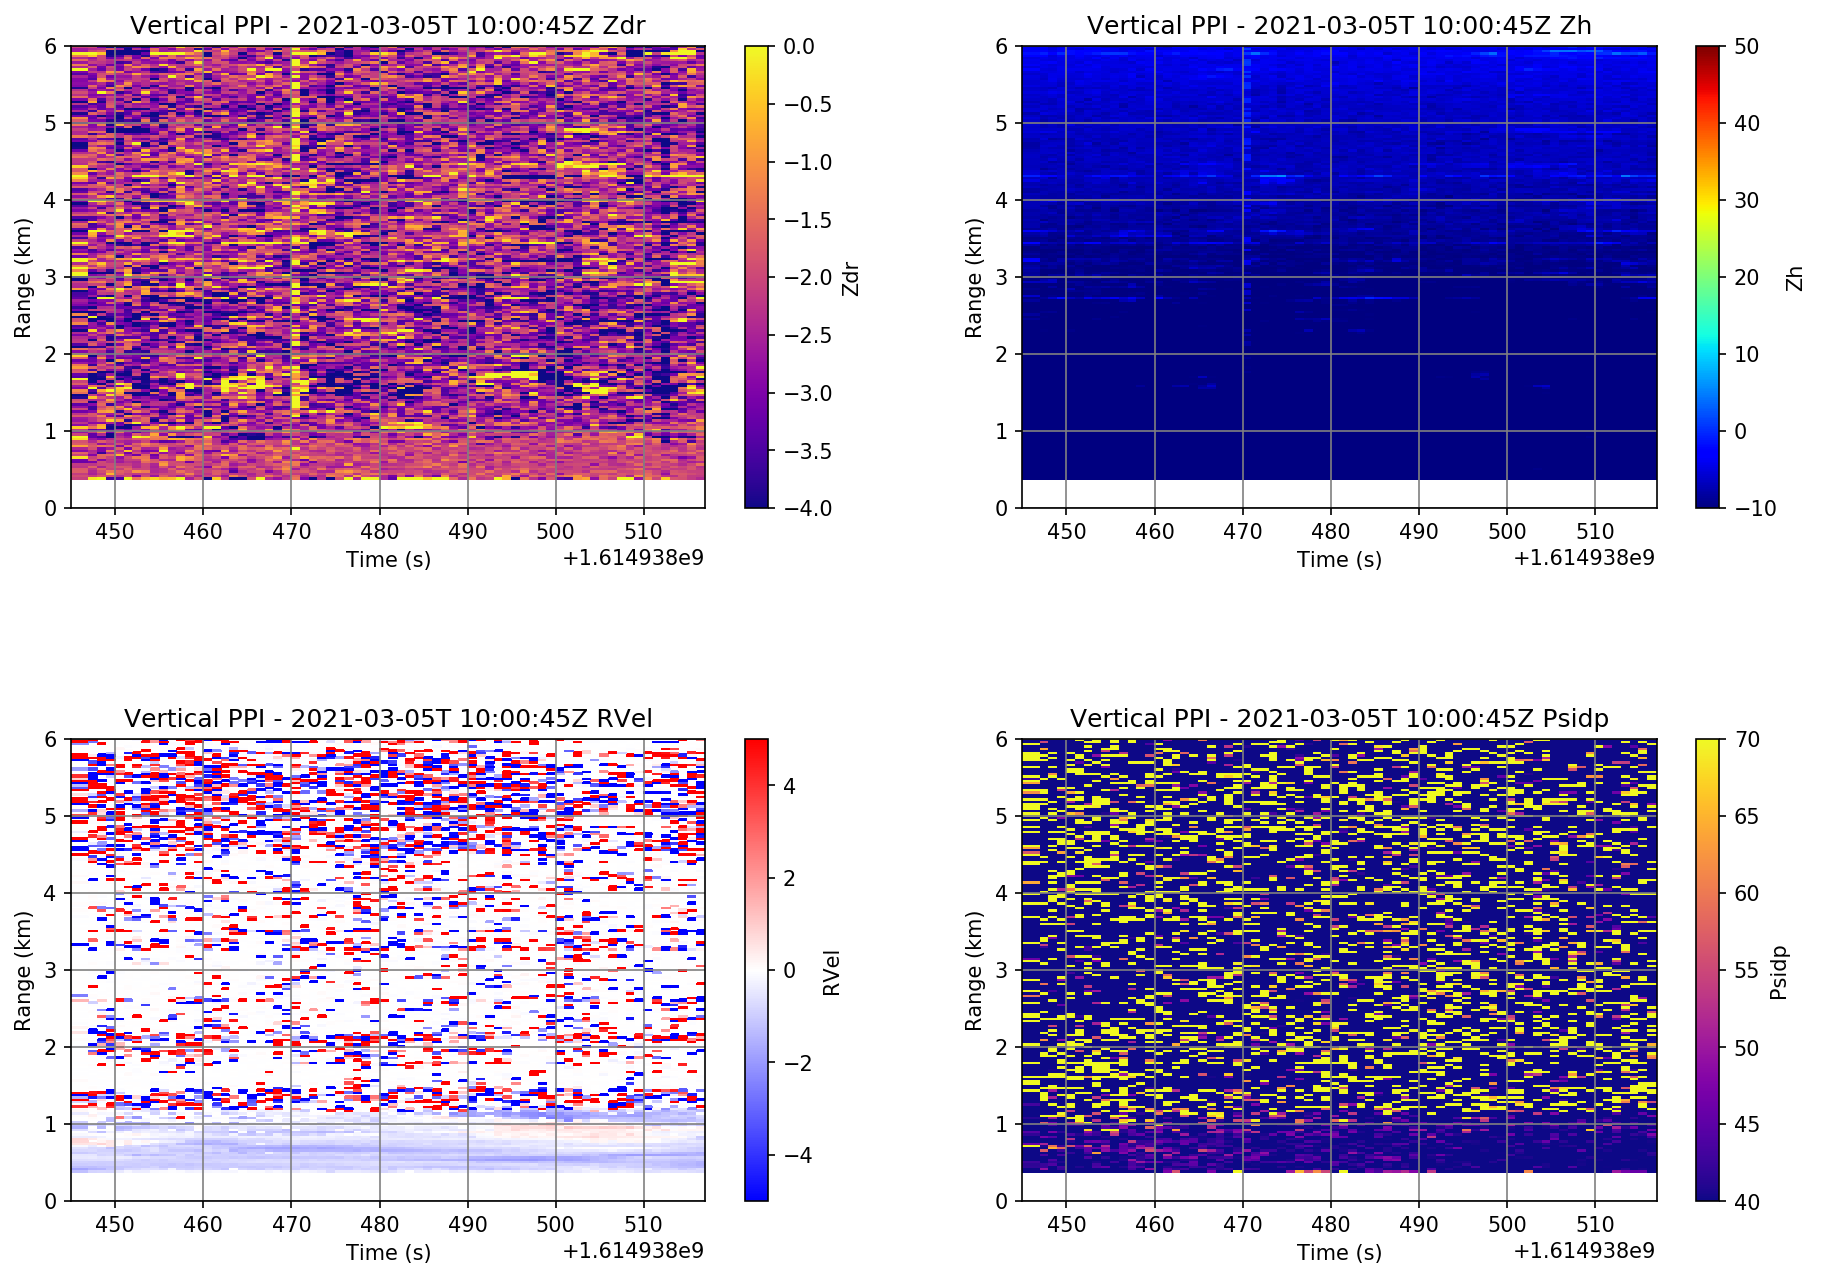 Vertical PPI - 2021-03-05T 10:00:45Z Zdr
6
5
4
3
2
1
0
Range (km)
450 460 470 480 490 500 510
Time (s)
+1.614938e9
0.0
−0.5
−1.0
−1.5
−2.0
−2.5
−3.0
−3.5
−4.0
Zdr
Vertical PPI - 2021-03-05T 10:00:45Z Zh
6
5
4
3
2
1
0
Range (km)
450 460 470 480 490 500 510
Time (s)
+1.614938e9
50
40
30
20
10
0
−10
Zh
Vertical PPI - 2021-03-05T 10:00:45Z RVel
6
5
4
3
2
1
0
Range (km)
450 460 470 480 490 500 510
Time (s)
+1.614938e9
4
2
0
−2
−4
RVel
Vertical PPI - 2021-03-05T 10:00:45Z Psidp
6
5
4
3
2
1
0
Range (km)
450 460 470 480 490 500 510
Time (s)
+1.614938e9
70
65
60
55
50
45
40
Psidp